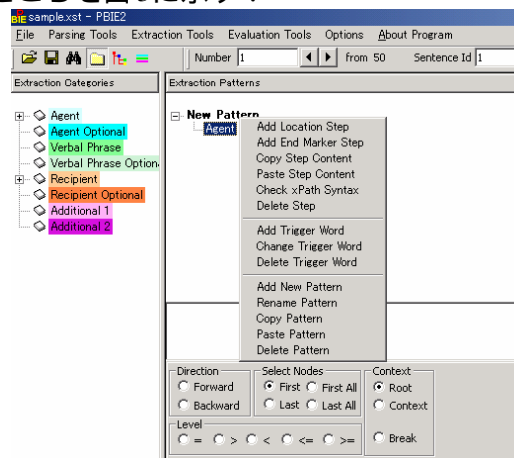 sample.xst - PBIE2
File Parsing Tools Extraction Tools Evaluation Tools Options About Program
Number 1 from 50 Sentence Id 1
Extraction Categories
Extraction Patterns
Agent
Agent Optional
Verbal Phrase
Verbal Phrase Option
Recipient
Recipient Optional
Additional 1
Additional 2
New Pattern
Agent
Add Location Step
Add End Marker Step
Copy Step Content
Paste Step Content
Check xPath Syntax
Delete Step
Add Trigger Word
Change Trigger Word
Delete Trigger Word
Add New Pattern
Rename Pattern
Copy Pattern
Paste Pattern
Delete Pattern
Direction
Forward
Backward
Select Nodes
First First All
Last Last All
Context
Root
Context
Break
Level
= > < <= >=